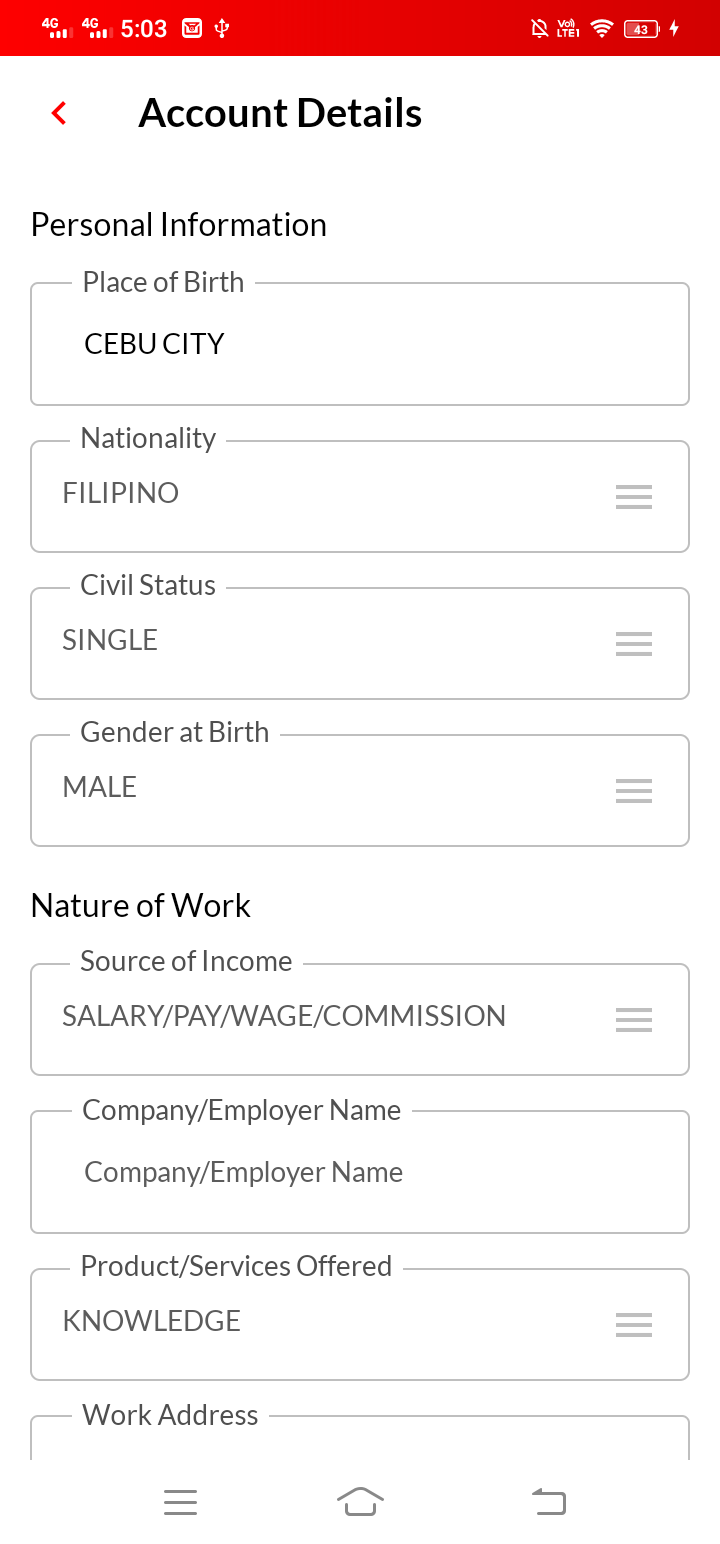 4G 4G 5:03 Vo) LTE1 43
Account Details
Personal Information
Place of Birth
CEBU CITY
Nationality
FILIPINO
Civil Status
SINGLE
Gender at Birth
MALE
Nature of Work
Source of Income
SALARY/PAY/WAGE/COMMISSION
Company/Employer Name
Company/Employer Name
Product/Services Offered
KNOWLEDGE
Work Address